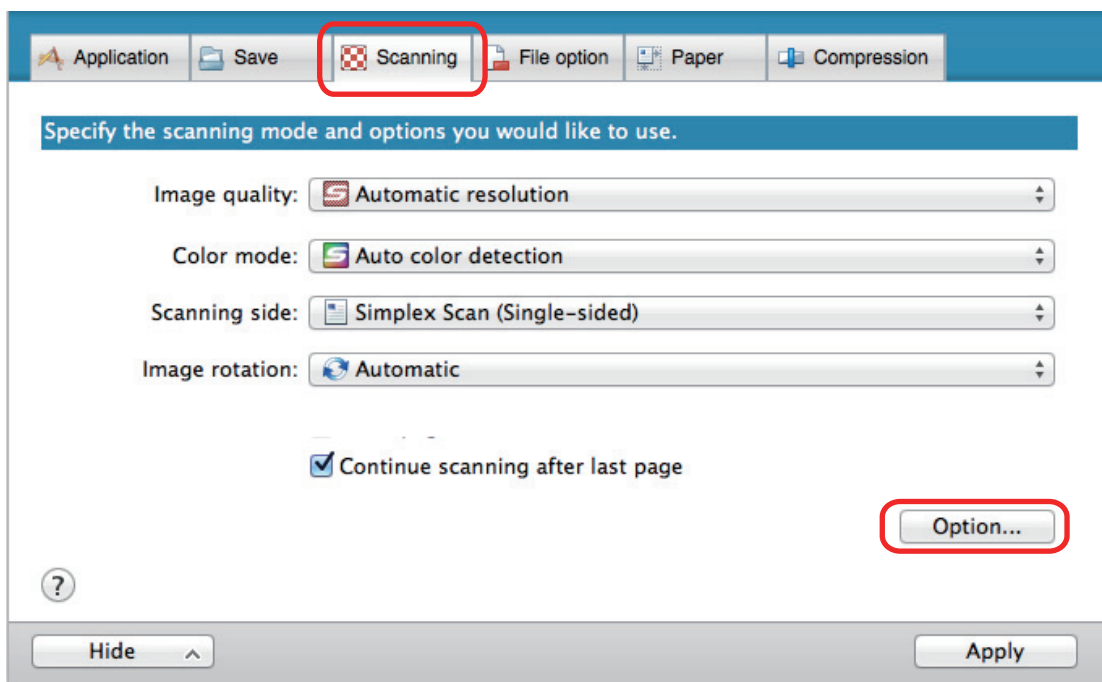 Application Save Scanning File option Paper Compression
Specify the scanning mode and options you would like to use.
Image quality: Automatic resolution
Color mode: Auto color detection
Scanning side: Simplex Scan (Single-sided)
Image rotation: Automatic
Continue scanning after last page
Option...
?
Hide Apply